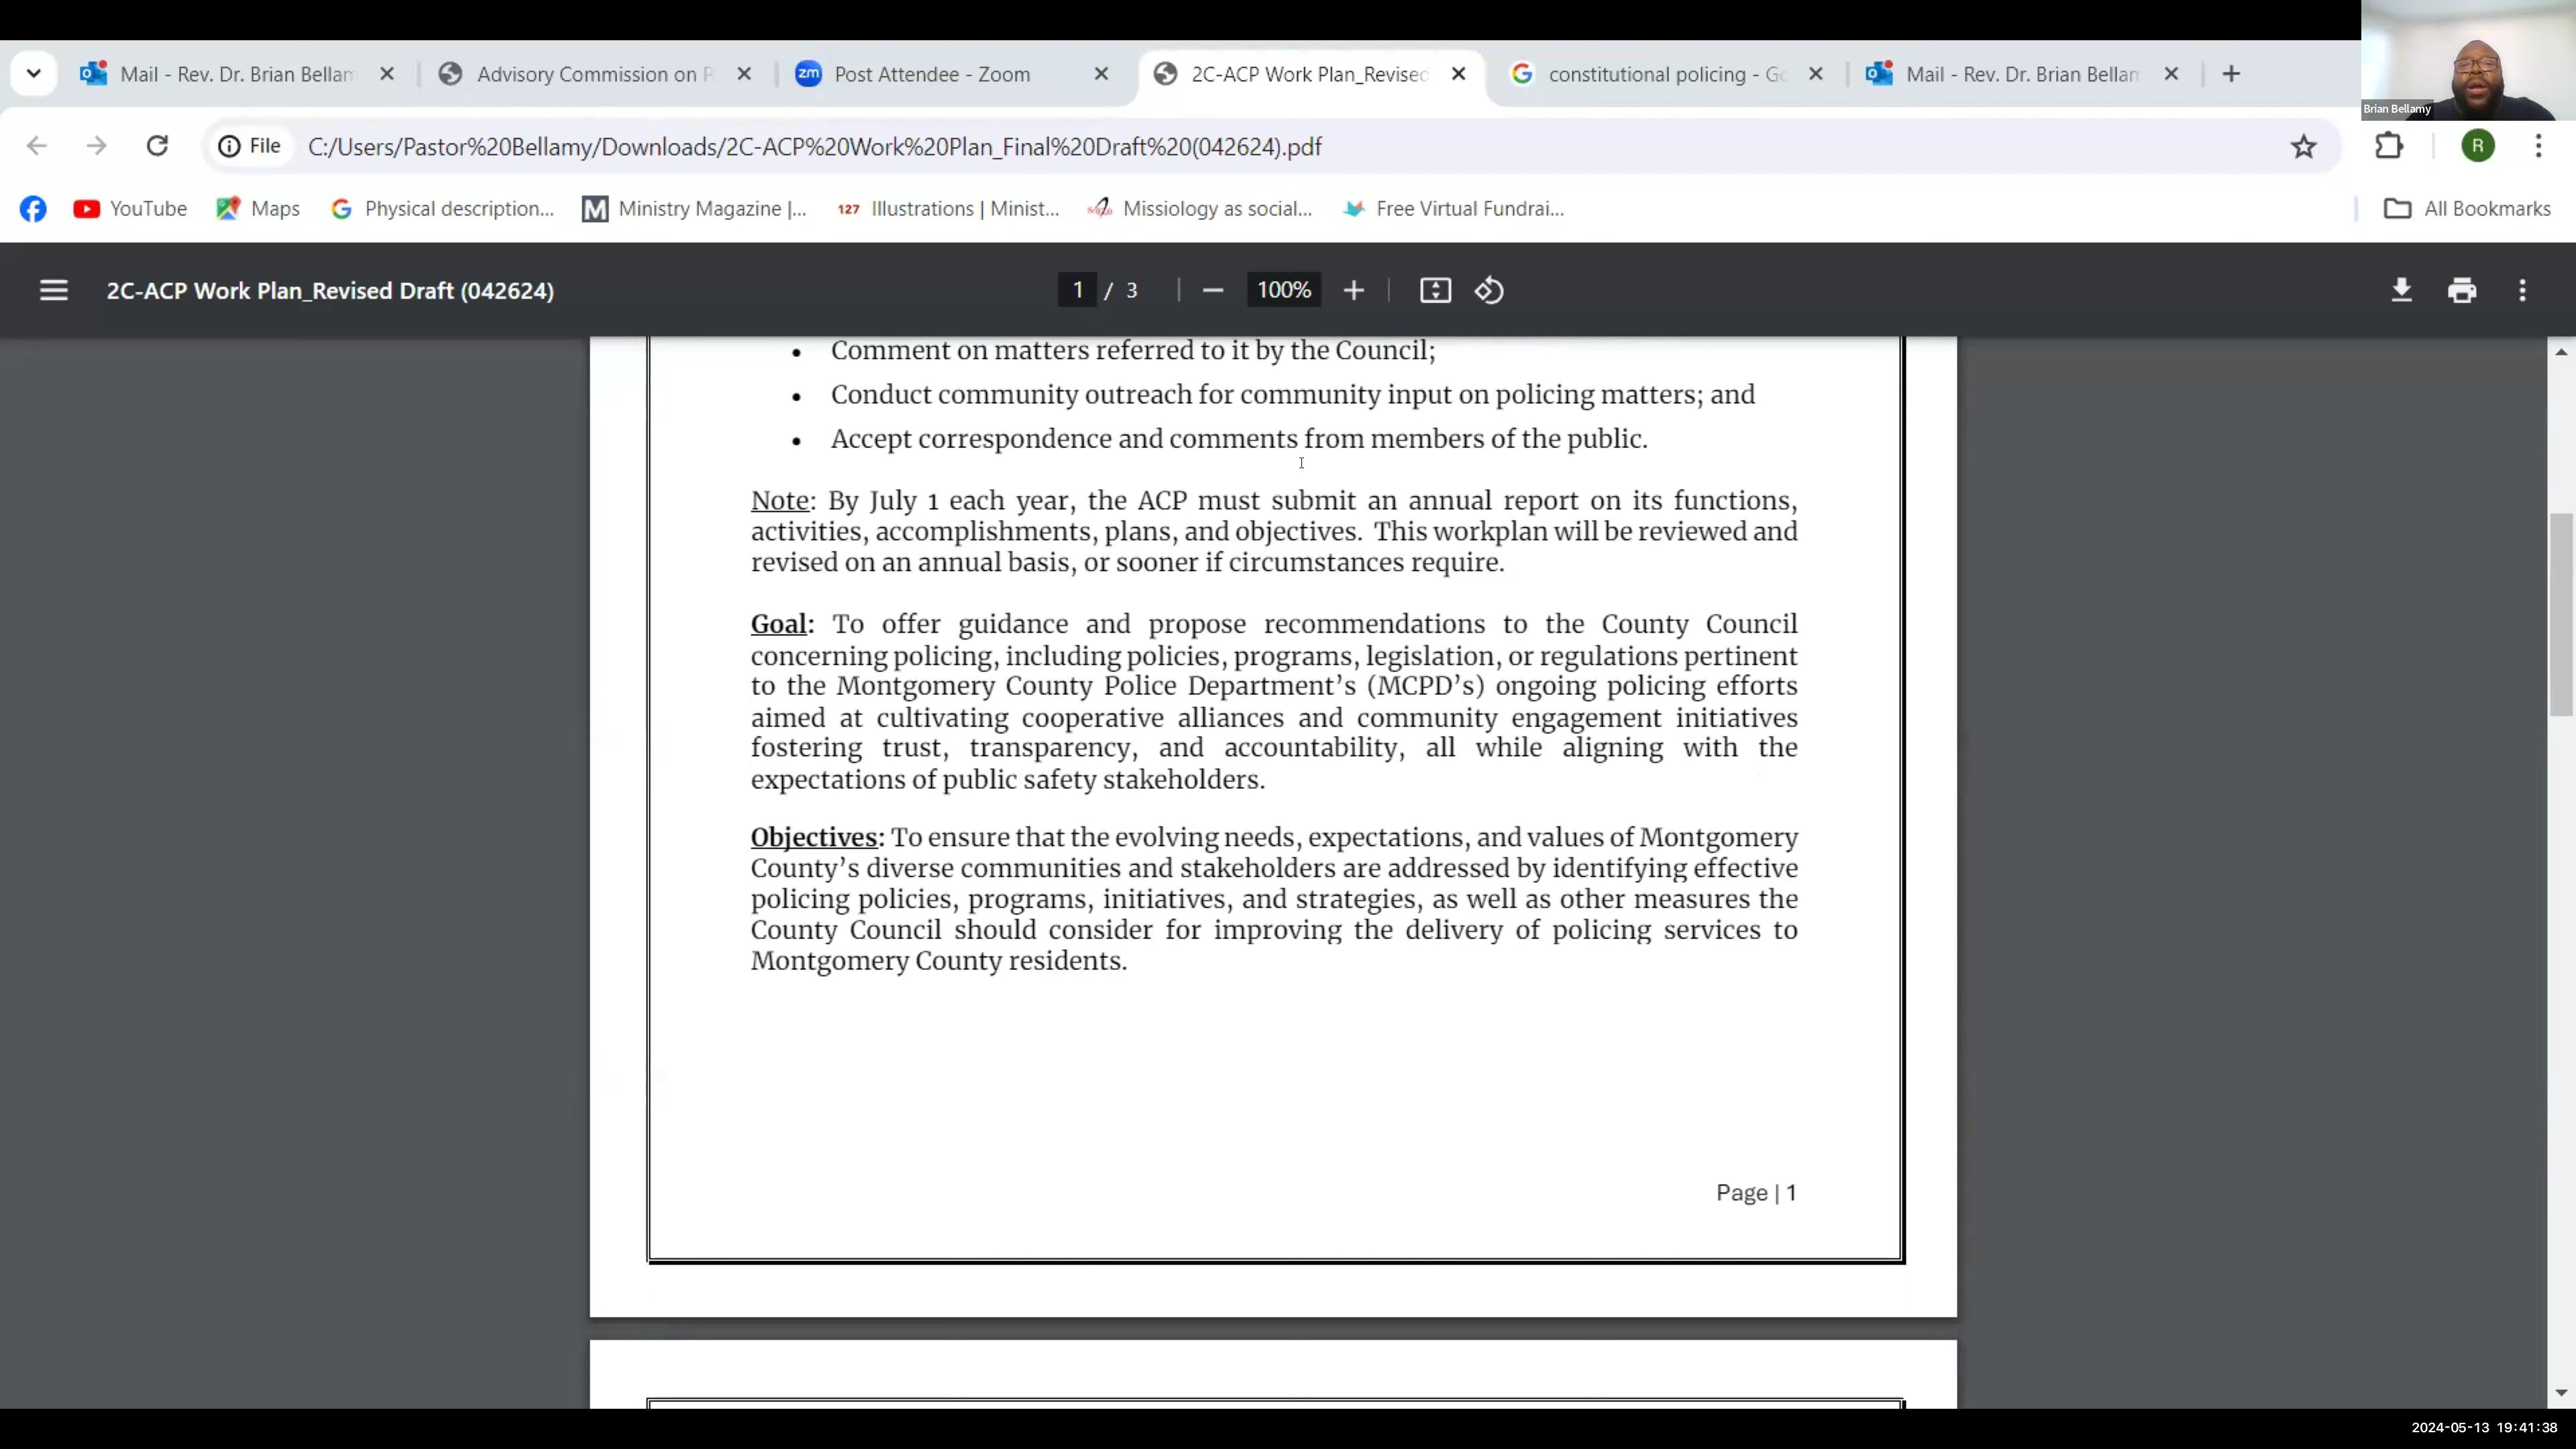 Mail - Rev. Dr. Brian Bellam
Advisory Commission on P
zm Post Attendee - Zoom
2C-ACP Work Plan_Revised
constitutional policing - Go
Mail - Rev. Dr. Brian Bellam
Brian Bellamy
File C:/Users/Pastor%20Bellamy/Downloads/2C-ACP%20Work%20Plan_Final%20Draft%20(042624).pdf
R
YouTube
Maps
Physical description...
M Ministry Magazine |...
127 Illustrations | Minist...
Missiology as social...
Free Virtual Fundrai...
All Bookmarks
2C-ACP Work Plan_Revised Draft (042624)
1 / 3
100%
• Comment on matters referred to it by the Council;
• Conduct community outreach for community input on policing matters; and
• Accept correspondence and comments from members of the public.
Note: By July 1 each year, the ACP must submit an annual report on its functions,
activities, accomplishments, plans, and objectives. This workplan will be reviewed and
revised on an annual basis, or sooner if circumstances require.
Goal: To offer guidance and propose recommendations to the County Council
concerning policing, including policies, programs, legislation, or regulations pertinent
to the Montgomery County Police Department’s (MCPD’s) ongoing policing efforts
aimed at cultivating cooperative alliances and community engagement initiatives
fostering trust, transparency, and accountability, all while aligning with the
expectations of public safety stakeholders.
Objectives: To ensure that the evolving needs, expectations, and values of Montgomery
County’s diverse communities and stakeholders are addressed by identifying effective
policing policies, programs, initiatives, and strategies, as well as other measures the
County Council should consider for improving the delivery of policing services to
Montgomery County residents.
Page | 1
2024-05-13 19:41:38